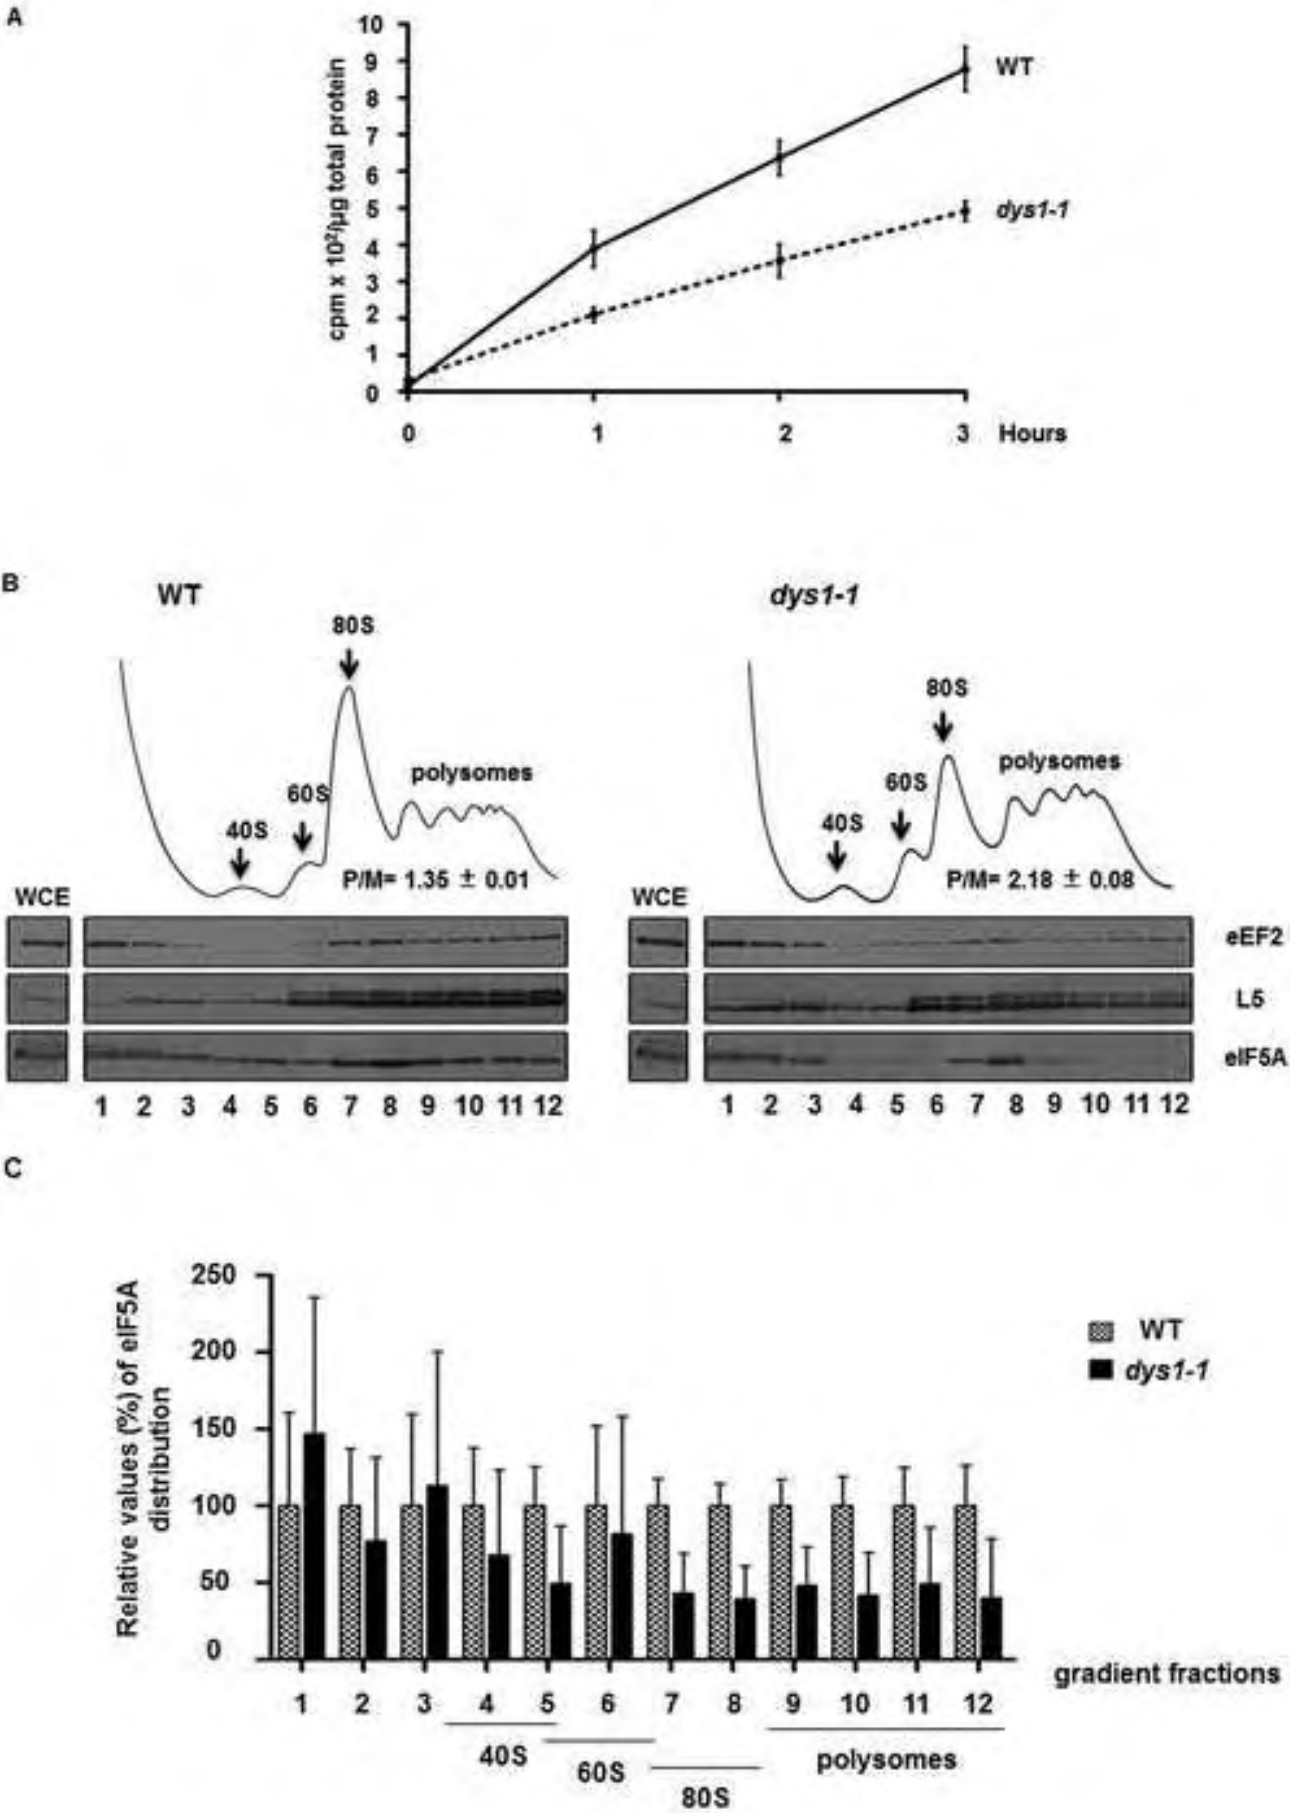 A
10
9
8
7
6
5
4
3
2
1
0
cpm x 10²/µg total protein
WT
dys1-1
0 1 2 3 Hours
B
WT dys1-1
80S
60S
40S
polysomes
P/M= 1.35 ± 0.01
80S
60S
40S
polysomes
P/M= 2.18 ± 0.08
WCE WCE
eEF2
L5
eIF5A
1 2 3 4 5 6 7 8 9 10 11 12
1 2 3 4 5 6 7 8 9 10 11 12
C
250
200
150
100
50
0
Relative values (%) of eIF5A
distribution
WT
dys1-1
gradient fractions
1 2 3 4 5 6 7 8 9 10 11 12
40S
60S
80S
polysomes